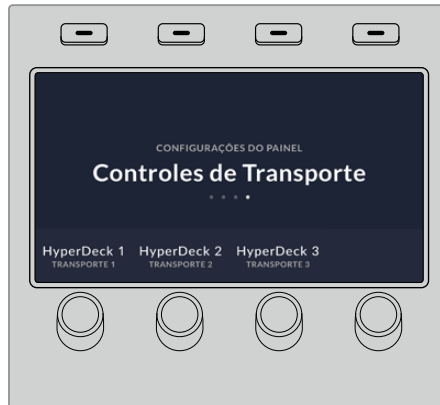 CONFIGURAÇÕES DO PAINEL
Controles de Transporte
HyperDeck 1 HyperDeck 2 HyperDeck 3
TRANSPORTE 1 TRANSPORTE 2 TRANSPORTE 3